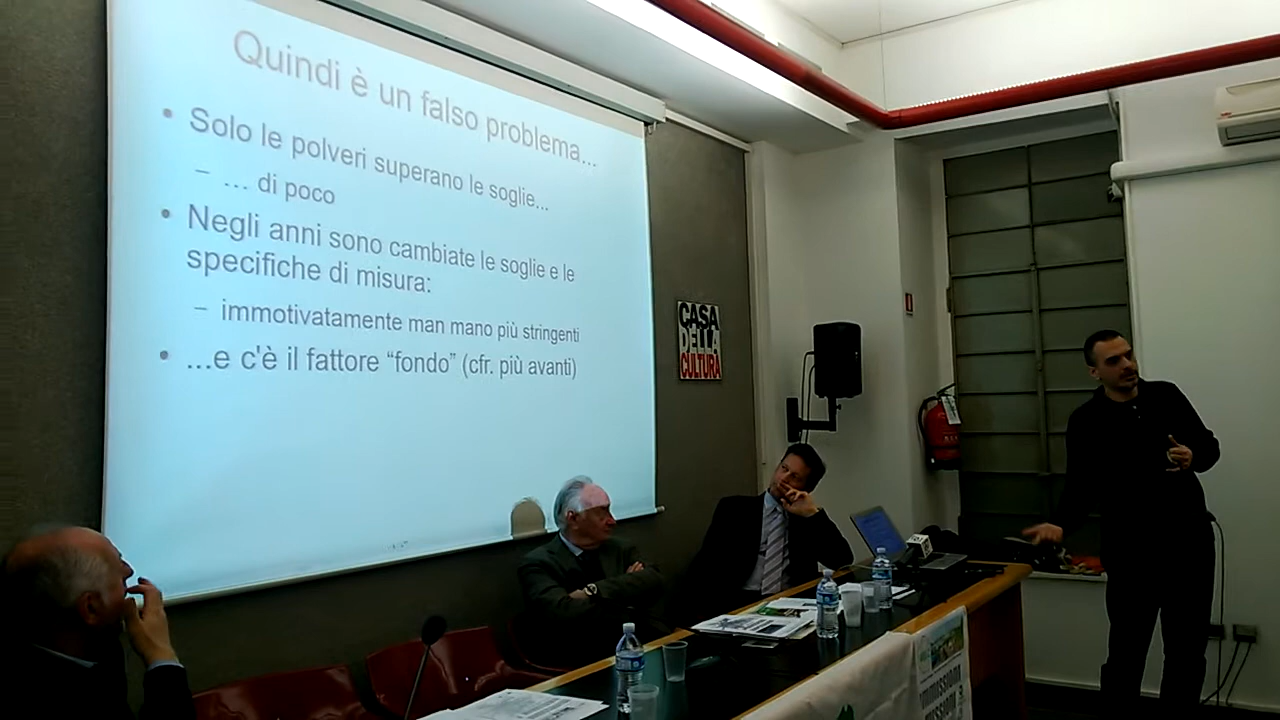 Quindi è un falso problema...
• Solo le polveri superano le soglie...
– ... di poco
• Negli anni sono cambiate le soglie e le
specifiche di misura:
– immotivatamente man mano più stringenti
• ...e c'è il fattore “fondo” (cfr. più avanti)
CASA
DELLA
CULTURA